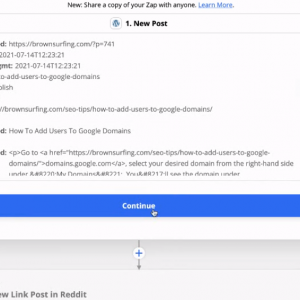 New: Share a copy of your Zap with anyone. Learn More.
1. New Post
d: https://brownsurfing.com/?p=741
2021-07-14T12:23:21
gmt: 2021-07-14T12:23:21
o-add-users-to-google-domains
blish
://brownsurfing.com/seo-tips/how-to-add-users-to-google-domains/
ed: How To Add Users To Google Domains
ed: <p>Go to <a href="https://brownsurfing.com/seo-tips/how-to-add-users-to-google-
domains/">domains.google.com</a>, select your desired domain from the right-hand side
under &#8220;My Domains&#8221;. You&#8217;ll see the domain under
Continue
ew Link Post in Reddit